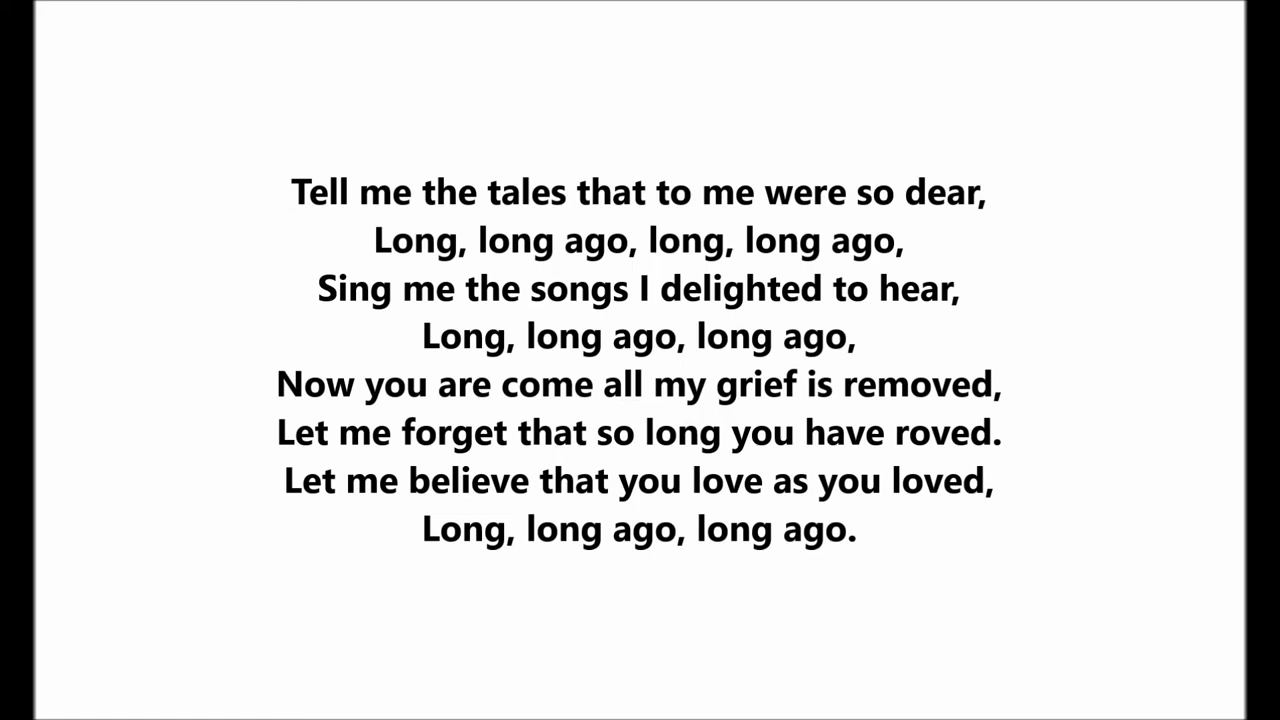 Tell me the tales that to me were so dear,
Long, long ago, long, long ago,
Sing me the songs I delighted to hear,
Long, long ago, long ago,
Now you are come all my grief is removed,
Let me forget that so long you have roved.
Let me believe that you love as you loved,
Long, long ago, long ago.